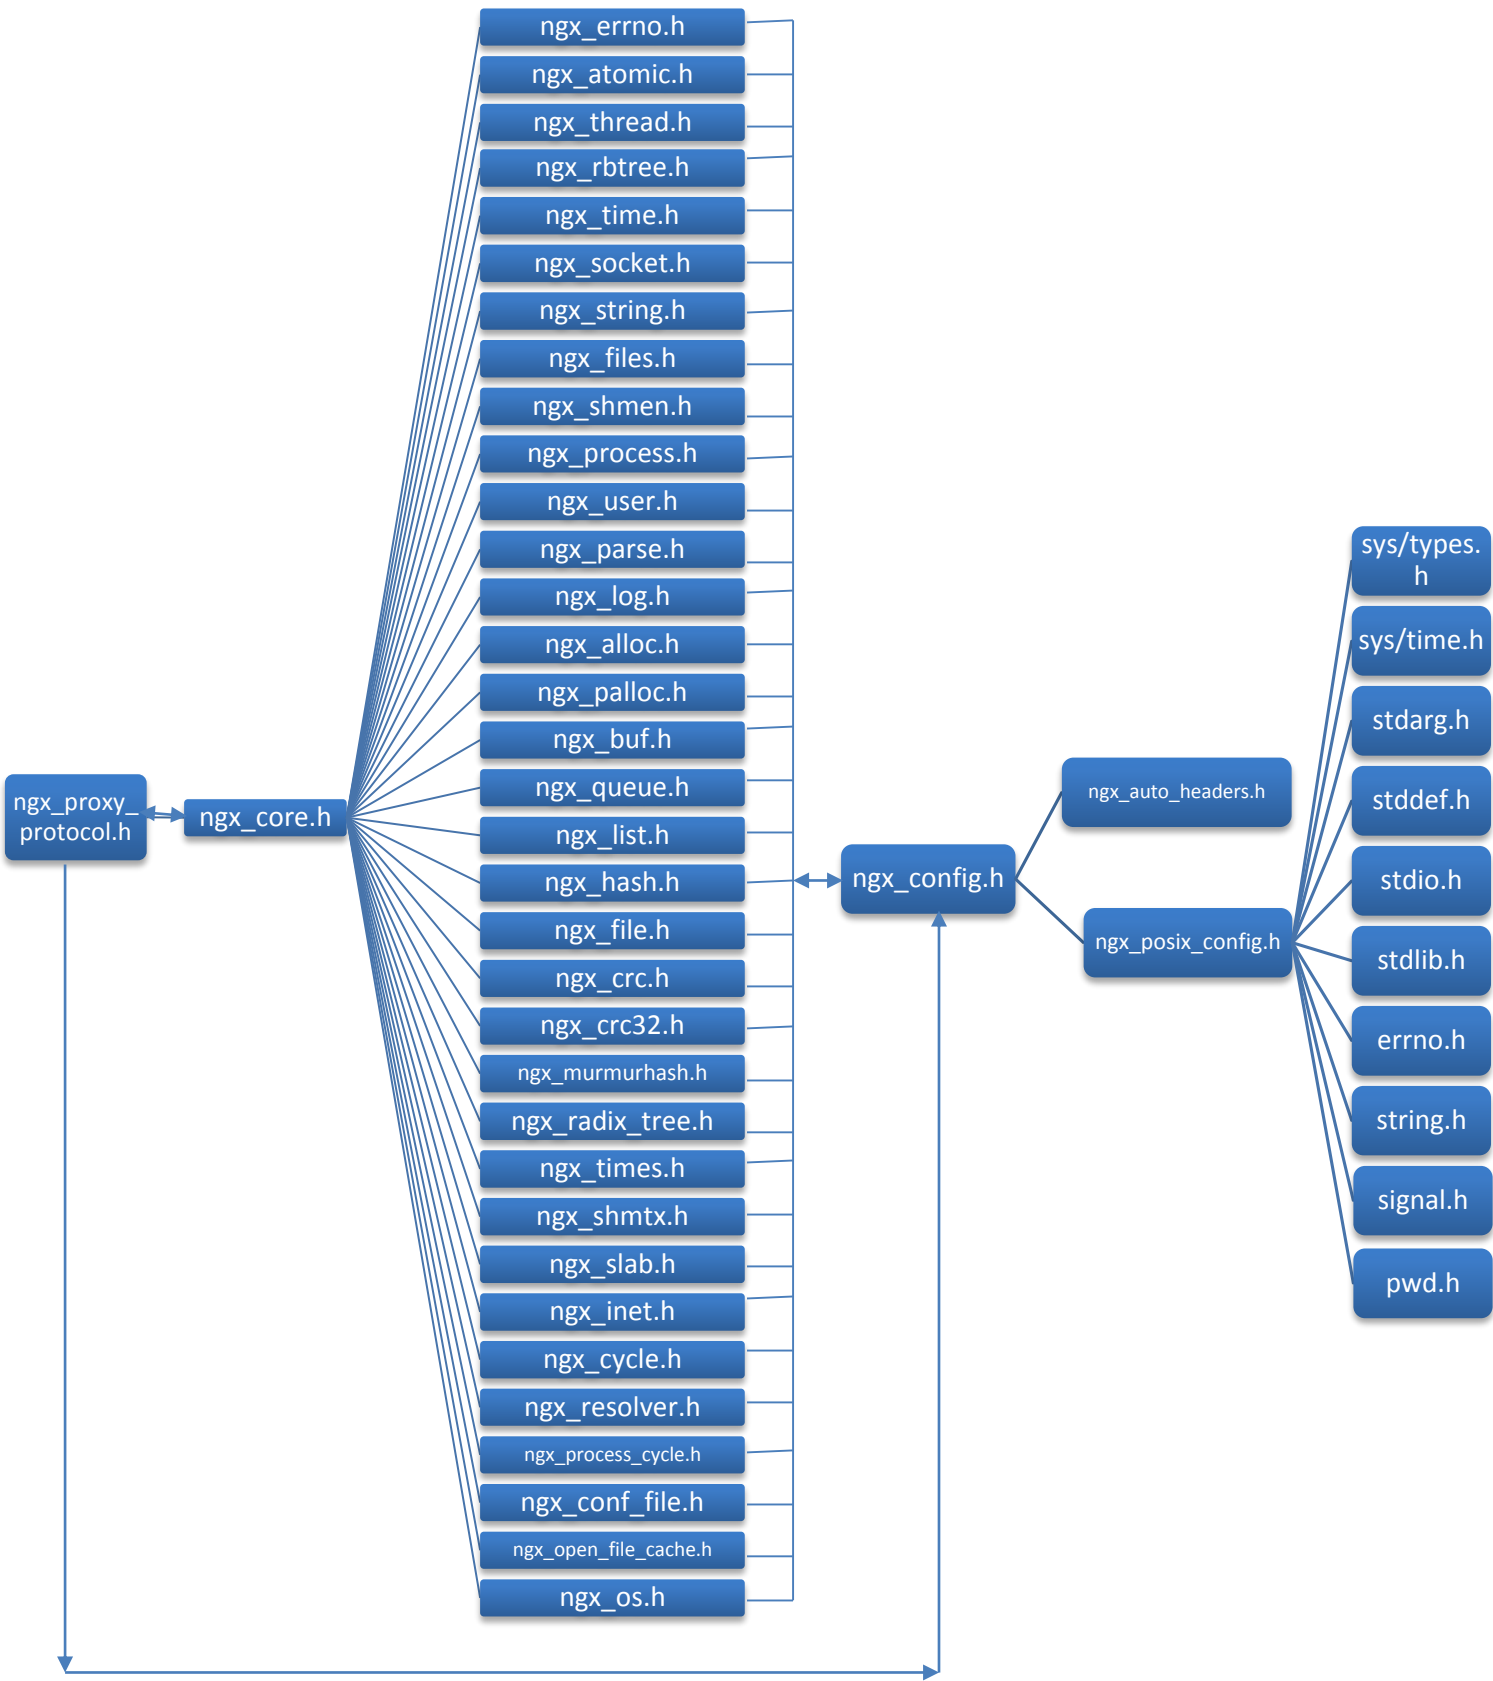 ngx_proxy_
protocol.h
ngx_core.h
ngx_errno.h
ngx_atomic.h
ngx_thread.h
ngx_rbtree.h
ngx_time.h
ngx_socket.h
ngx_string.h
ngx_files.h
ngx_shmen.h
ngx_process.h
ngx_user.h
ngx_parse.h
ngx_log.h
ngx_alloc.h
ngx_palloc.h
ngx_buf.h
ngx_queue.h
ngx_list.h
ngx_hash.h
ngx_file.h
ngx_crc.h
ngx_crc32.h
ngx_murmurhash.h
ngx_radix_tree.h
ngx_times.h
ngx_shmtx.h
ngx_slab.h
ngx_inet.h
ngx_cycle.h
ngx_resolver.h
ngx_process_cycle.h
ngx_conf_file.h
ngx_open_file_cache.h
ngx_os.h
ngx_config.h
ngx_auto_headers.h
ngx_posix_config.h
sys/types.
h
sys/time.h
stdarg.h
stddef.h
stdio.h
stdlib.h
errno.h
string.h
signal.h
pwd.h